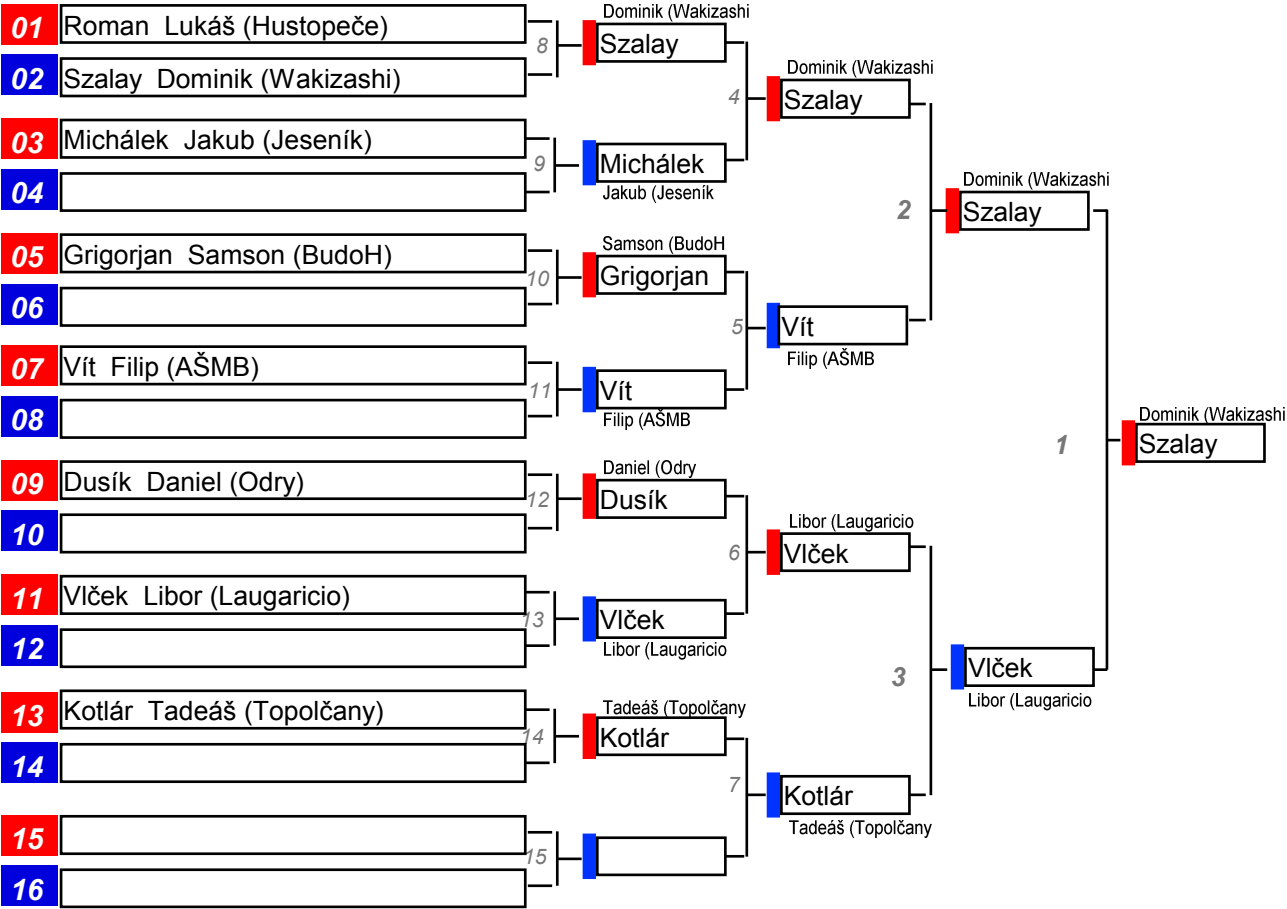 01 Roman Lukáš (Hustopeče)
02 Szalay Dominik (Wakizashi)
03 Michálek Jakub (Jeseník)
04
05 Grigorjan Samson (BudoH)
06
07 Vít Filip (AŠMB)
08
09 Dusík Daniel (Odry)
10
11 Vlček Libor (Laugaricio)
12
13 Kotlár Tadeáš (Topolčany)
14
15
16
8
9
10
11
12
13
14
15
Dominik (Wakizashi
Szalay
Michálek
Jakub (Jeseník
Samson (BudoH
Grigorjan
Vít
Filip (AŠMB
Daniel (Odry
Dusík
Vlček
Libor (Laugaricio
Tadeáš (Topolčany
Kotlár
4
5
6
7
Dominik (Wakizashi
Szalay
Vít
Filip (AŠMB
Libor (Laugaricio
Vlček
Kotlár
Tadeáš (Topolčany
2
3
Dominik (Wakizashi
Szalay
Vlček
Libor (Laugaricio
1
Dominik (Wakizashi
Szalay